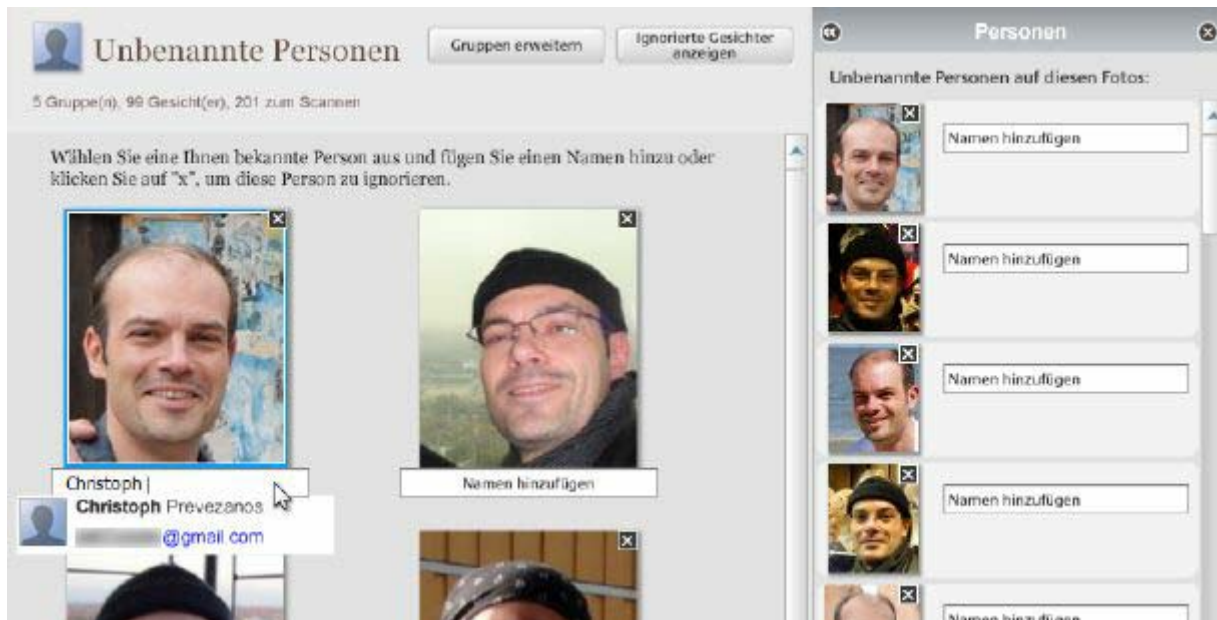 Unbenannte Personen
Gruppen erweitern
Ignorierte Gesichter
anzeigen
5 Gruppe(n), 99 Gesicht(er), 201 zum Scannen
Wählen Sie eine Ihnen bekannte Person aus und fügen Sie einen Namen hinzu oder
klicken Sie auf "x", um diese Person zu ignorieren.
Christoph
Christoph Prevezanos
@gmail.com
Namen hinzufügen
Personen
Unbenannte Personen auf diesen Fotos:
Namen hinzufügen
Namen hinzufügen
Namen hinzufügen
Namen hinzufügen
Namen hinzufügen